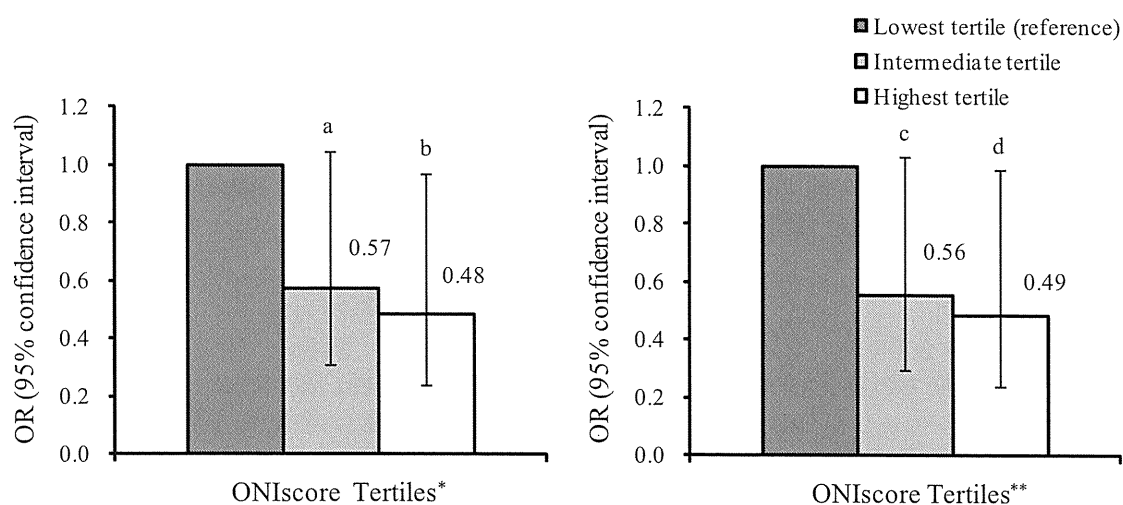 Lowest tertile (reference)
Intermediate tertile
Highest tertile
OR (95% confidence interval)
1.2
1.0
0.8
0.6
0.4
0.2
0.0
a
b
0.57
0.48
ONIscore Tertiles*
OR (95% confidence interval)
1.2
1.0
0.8
0.6
0.4
0.2
0.0
c
d
0.56
0.49
ONIscore Tertiles**